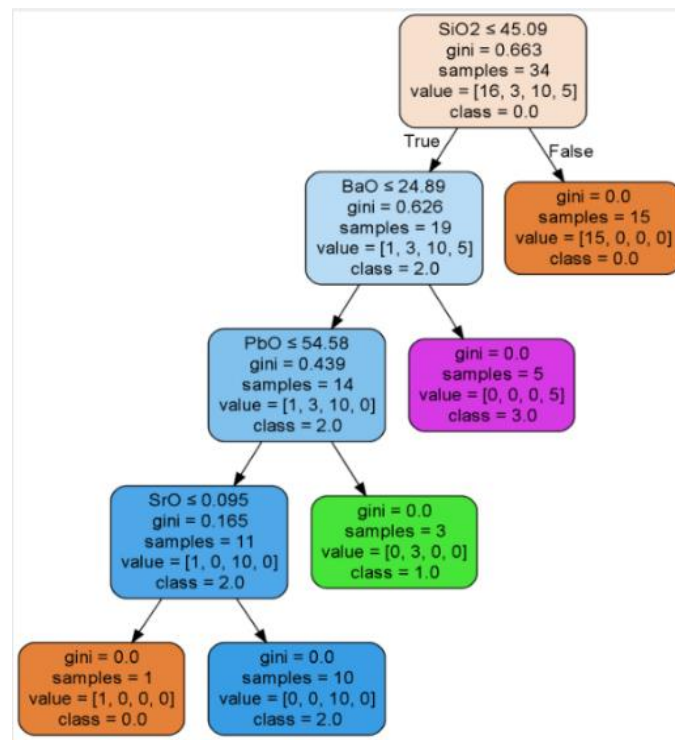 SiO2 ≤ 45.09
gini = 0.663
samples = 34
value = [16, 3, 10, 5]
class = 0.0
True
False
BaO ≤ 24.89
gini = 0.626
samples = 19
value = [1, 3, 10, 5]
class = 2.0
gini = 0.0
samples = 15
value = [15, 0, 0, 0]
class = 0.0
PbO ≤ 54.58
gini = 0.439
samples = 14
value = [1, 3, 10, 0]
class = 2.0
gini = 0.0
samples = 5
value = [0, 0, 0, 5]
class = 3.0
SrO ≤ 0.095
gini = 0.165
samples = 11
value = [1, 0, 10, 0]
class = 2.0
gini = 0.0
samples = 3
value = [0, 3, 0, 0]
class = 1.0
gini = 0.0
samples = 1
value = [1, 0, 0, 0]
class = 0.0
gini = 0.0
samples = 10
value = [0, 0, 10, 0]
class = 2.0